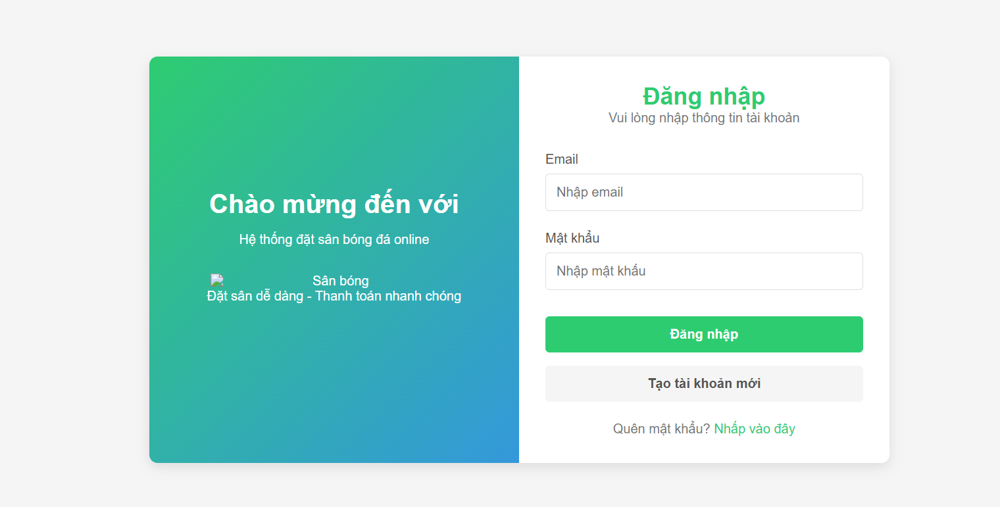 Chào mừng đến với
Hệ thống đặt sân bóng đá online
Sân bóng
Đặt sân dễ dàng - Thanh toán nhanh chóng
Đăng nhập
Vui lòng nhập thông tin tài khoản
Email
Nhập email
Mật khẩu
Nhập mật khẩu
Đăng nhập
Tạo tài khoản mới
Quên mật khẩu? Nhấp vào đây